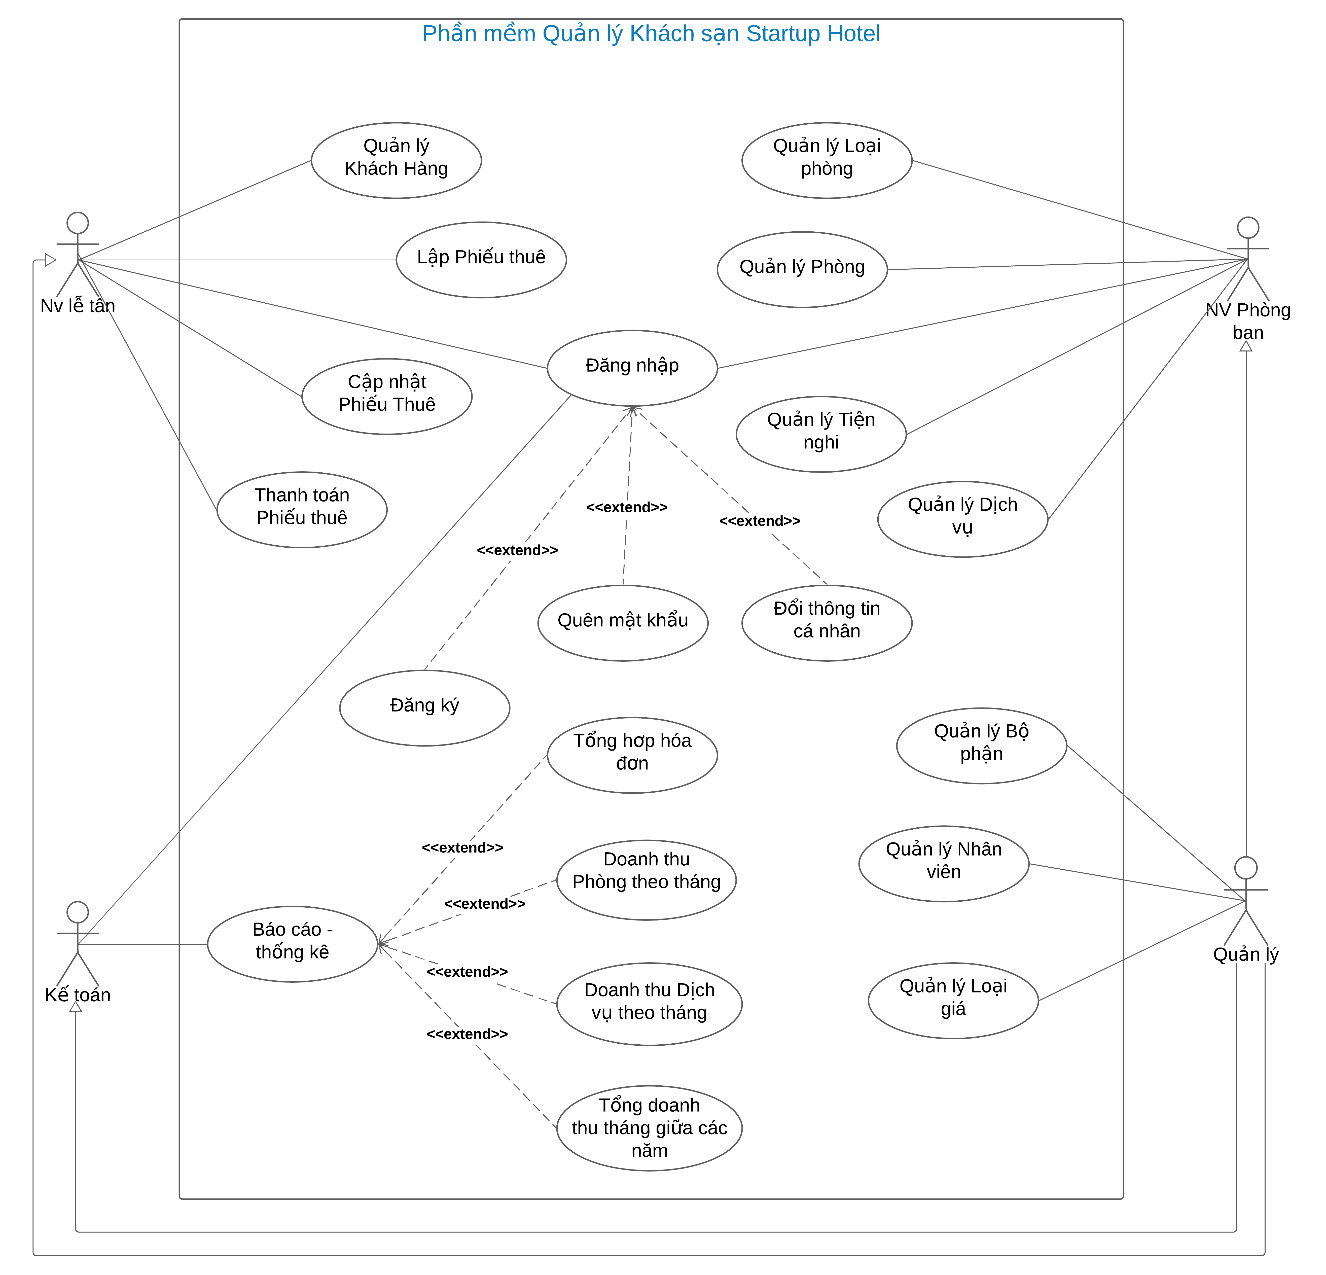 Phần mềm Quản lý Khách sạn Startup Hotel
Quản lý
Khách Hàng
Quản lý Loại
phòng
Lập Phiếu thuê
Quản lý Phòng
Nv lễ tân
NV Phòng
ban
Đăng nhập
Cập nhật
Phiếu Thuê
Quản lý Tiện
nghi
Thanh toán
Phiếu thuê
Quản lý Dịch
vụ
<<extend>>
<<extend>>
<<extend>>
Quên mật khẩu
Đổi thông tin
cá nhân
Đăng ký
Tổng hơp hóa
đơn
Quản lý Bộ
phận
<<extend>>
Doanh thu
Phòng theo tháng
Quản lý Nhân
viên
<<extend>>
Báo cáo -
thống kê
Quản lý
<<extend>>
Kế toán
Doanh thu Dịch
vụ theo tháng
Quản lý Loại
giá
<<extend>>
Tổng doanh
thu tháng giữa các
năm